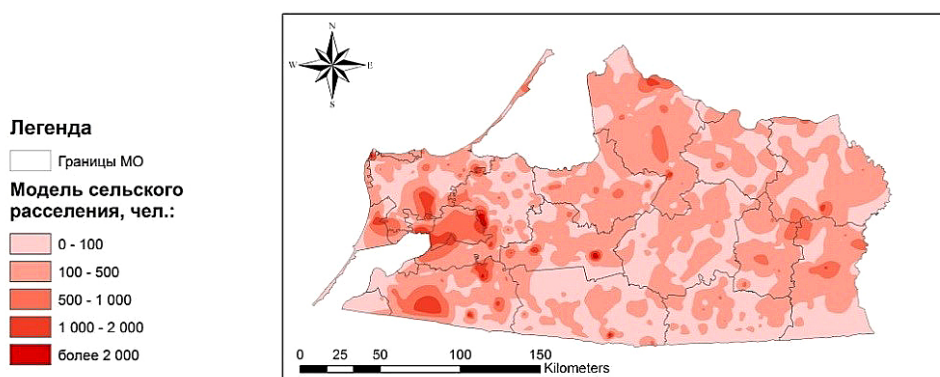 Легенда
Границы МО
Модель сельского
расселения, чел.:
0 - 100
100 - 500
500 - 1 000
1 000 - 2 000
более 2 000
N
W E
S
0 25 50 100 150
Kilometers